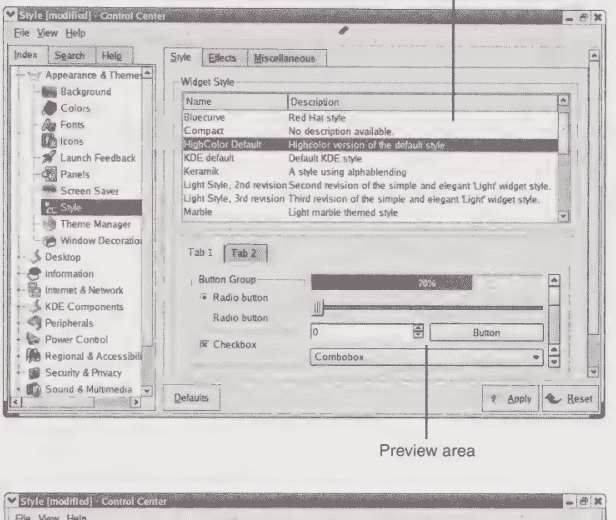 Style [modified] - Control Center
File View Help
Index Search Help
Appearance & Themes
Background
Colors
Fonts
Icons
Launch Feedback
Panels
Screen Saver
Style
Theme Manager
Window Decoration
Desktop
Information
Internet & Network
KDE Components
Peripherals
Power Control
Regional & Accessibili
Security & Privacy
Sound & Multimedia
Style Effects Miscellaneous
Widget Style
Name Description
Bluecurve Red Hat style
Compact No description available.
HighColor Default Highcolor version of the default style
KDE default Default KDE style
Keramik A style using alphablending
Light Style, 2nd revision Second revision of the simple and elegant 'Light' widget style.
Light Style, 3rd revision Third revision of the simple and elegant 'Light' widget style.
Marble Light marble themed style
Tab 1 Tab 2
Button Group
Radio button
Radio button
Checkbox
70%
0 Button
Combobox
Defaults Apply Reset
Preview area
Style [modified] - Control Center
File View Help